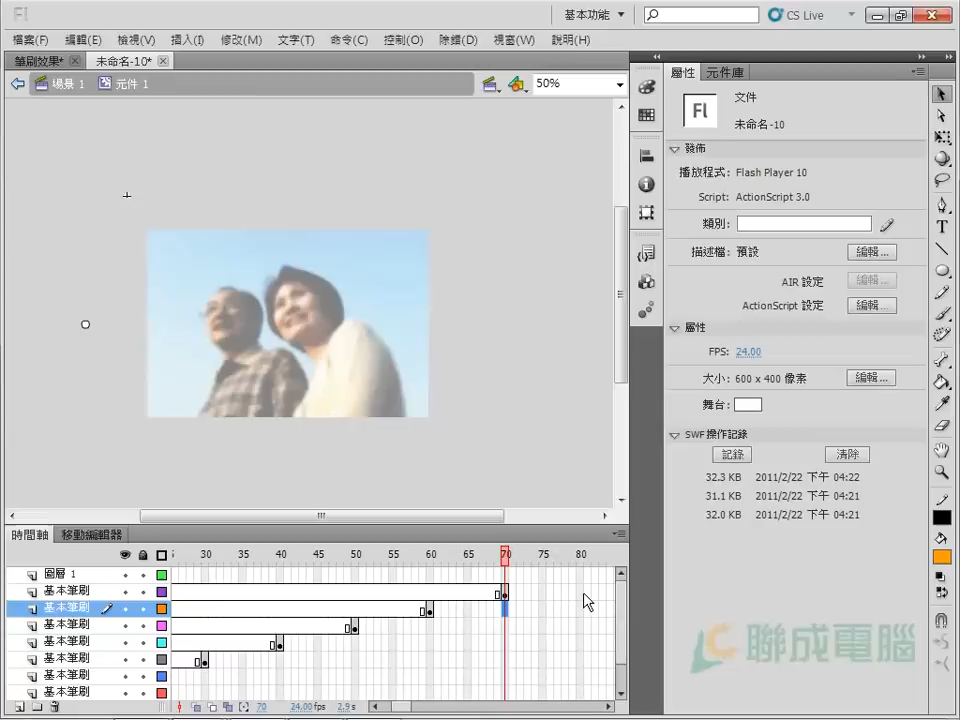 Fl
基本功能
CS Live
檔案(F) 編輯(E) 檢視(V) 插入(I) 修改(M) 文字(T) 命令(C) 控制(O) 除錯(D) 視窗(W) 說明(H)
筆刷效果* 未命名-10*
場景 1 元件 1 50%
屬性 元件庫
Fl
文件
未命名-10
發佈
播放程式: Flash Player 10
Script: ActionScript 3.0
類別:
描述檔: 預設 編輯...
AIR 設定 編輯...
ActionScript 設定 編輯...
屬性
FPS: 24.00
大小: 600 x 400 像素 編輯...
舞台:
SWF 操作記錄
記錄 清除
32.3 KB 2011/2/22 下午 04:22
31.1 KB 2011/2/22 下午 04:21
32.0 KB 2011/2/22 下午 04:21
時間軸 移動編輯器
30 35 40 45 50 55 60 65 70 75 80
圖層 1
基本筆刷
基本筆刷
基本筆刷
基本筆刷
基本筆刷
基本筆刷
基本筆刷
70 24.00fps 2.9s
聯成電腦